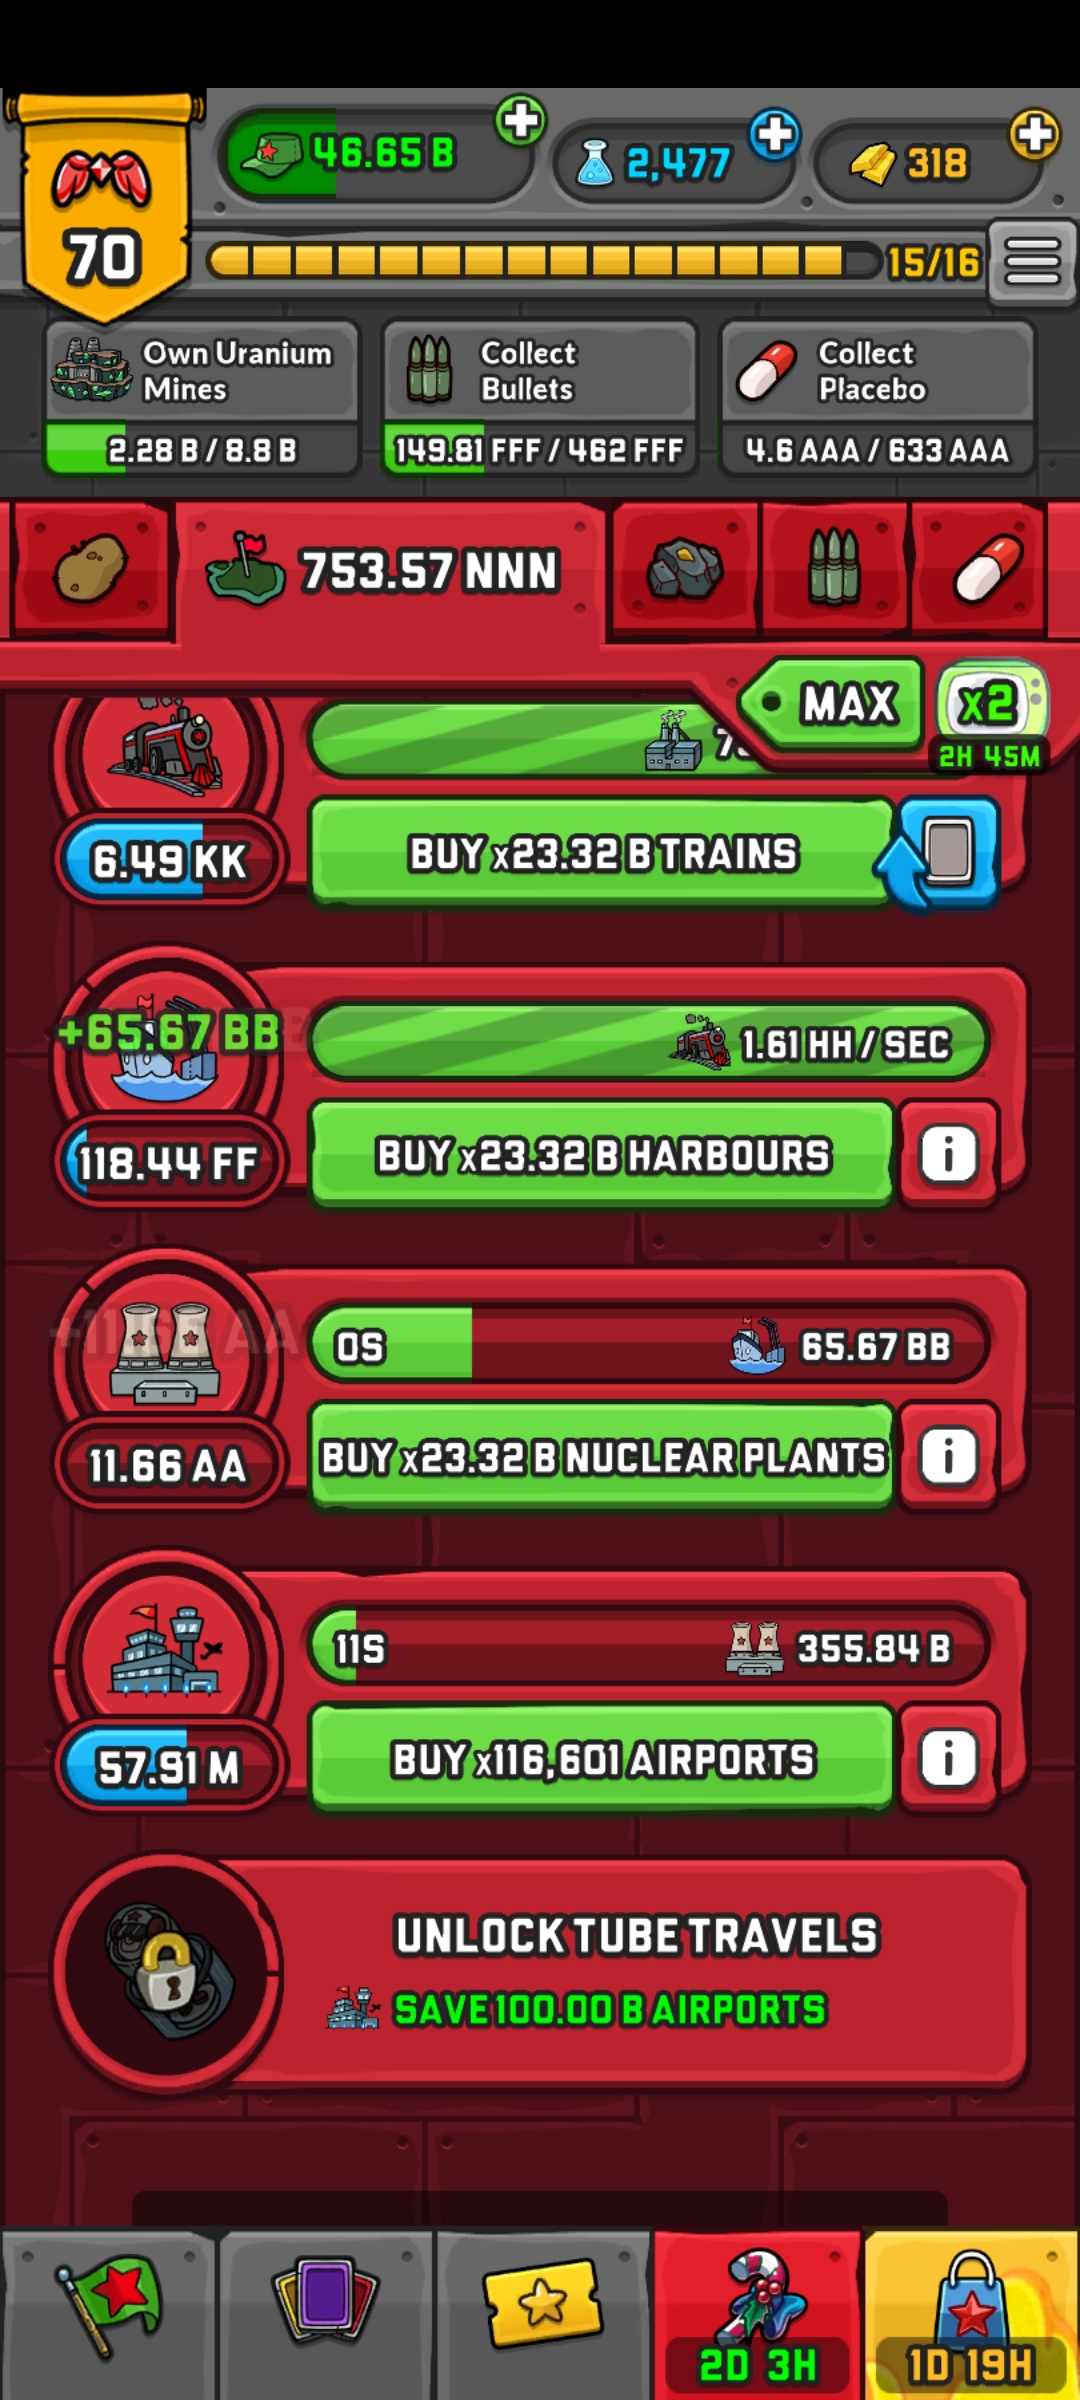 46.65 B
2,477
318
70
15/16
Own Uranium
Mines
2.28 B / 8.8 B
Collect
Bullets
149.81 FFF / 462 FFF
Collect
Placebo
4.6 AAA / 633 AAA
753.57 NNN
MAX
x2
2H 45M
6.49 KK
BUY x23.32 B TRAINS
+65.67 BB
1.61 HH / SEC
118.44 FF
BUY x23.32 B HARBOURS
+11.66 AA
0S
65.67 BB
11.66 AA
BUY x23.32 B NUCLEAR PLANTS
11S
355.84 B
57.91 M
BUY x116,601 AIRPORTS
UNLOCK TUBE TRAVELS
SAVE 100.00 B AIRPORTS
2D 3H
1D 19H